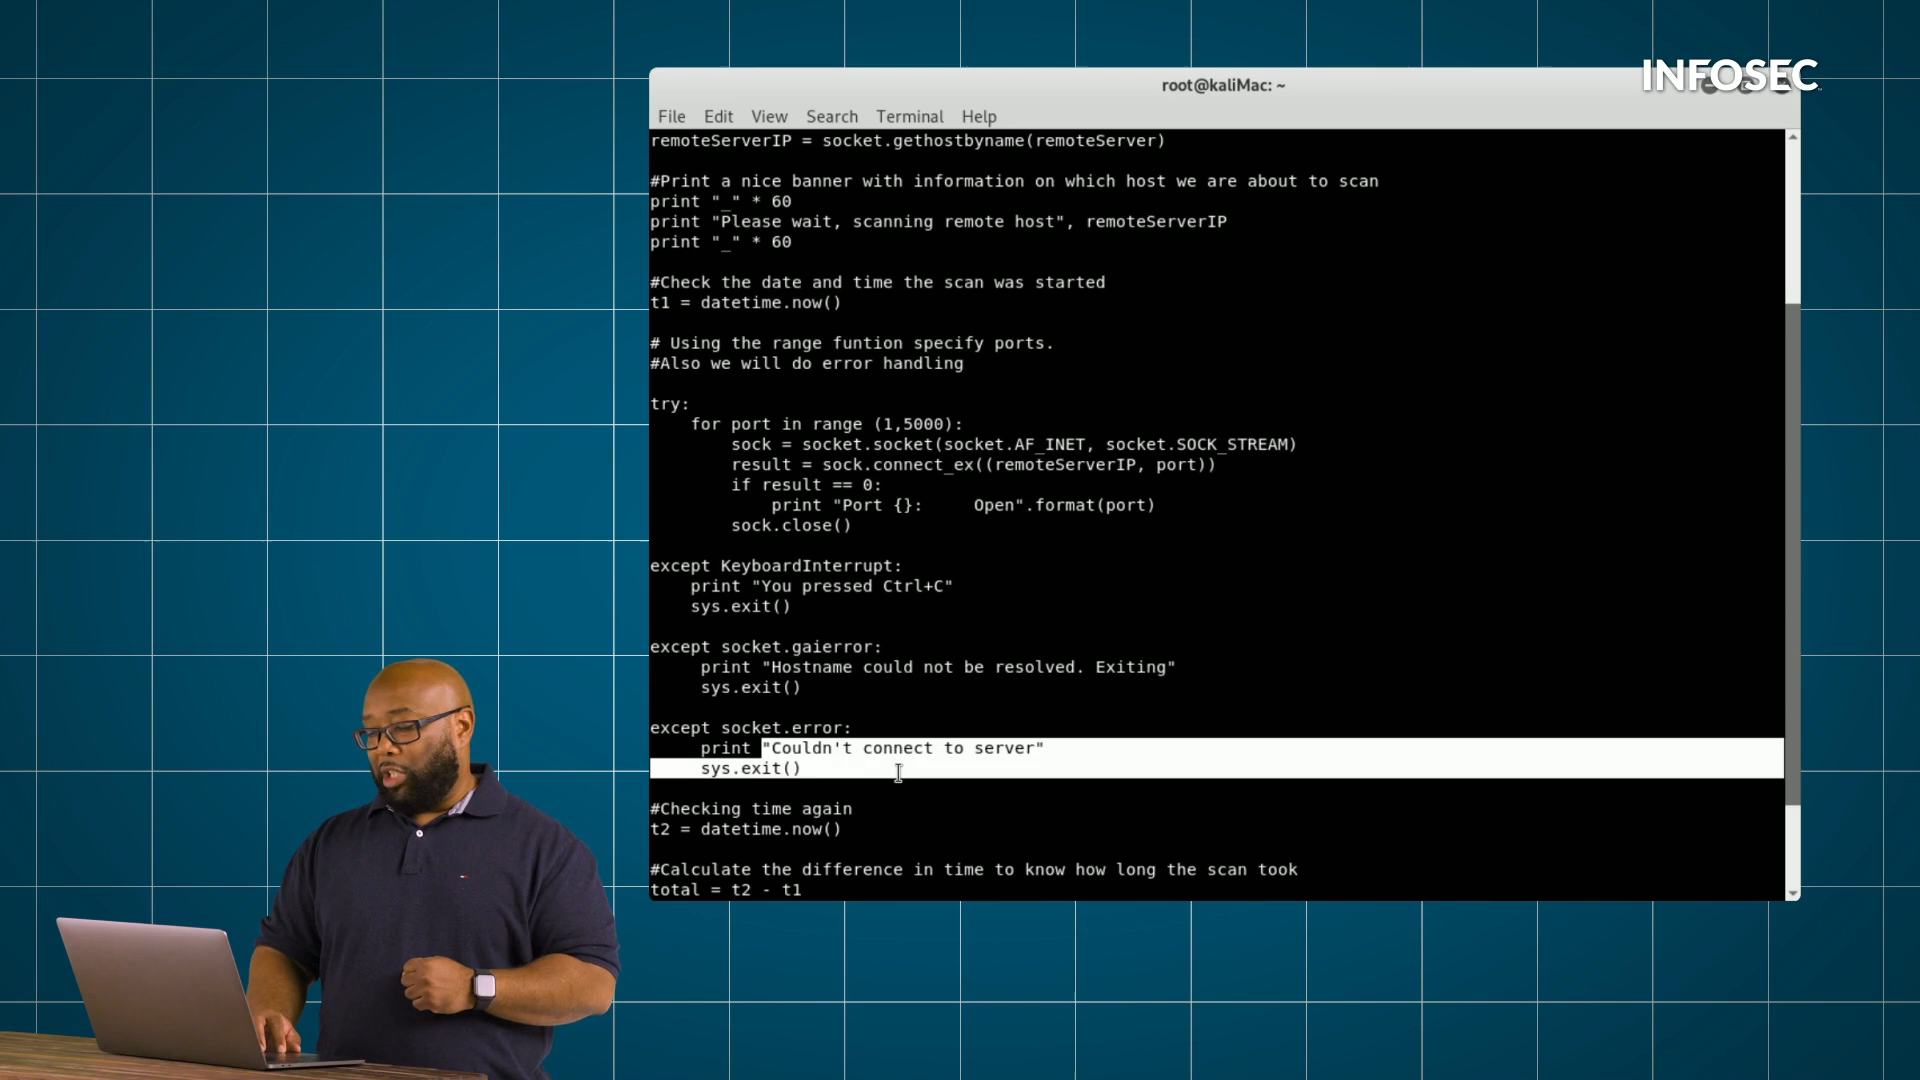 INFOSEC
root@kaliMac: ~
File Edit View Search Terminal Help
remoteServerIP = socket.gethostbyname(remoteServer)
#Print a nice banner with information on which host we are about to scan
print "_" * 60
print "Please wait, scanning remote host", remoteServerIP
print "_" * 60
#Check the date and time the scan was started
t1 = datetime.now()
# Using the range funtion specify ports.
#Also we will do error handling
try:
    for port in range (1,5000):
        sock = socket.socket(socket.AF_INET, socket.SOCK_STREAM)
        result = sock.connect_ex((remoteServerIP, port))
        if result == 0:
            print "Port {}:     Open".format(port)
        sock.close()
except KeyboardInterrupt:
    print "You pressed Ctrl+C"
    sys.exit()
except socket.gaierror:
     print "Hostname could not be resolved. Exiting"
     sys.exit()
except socket.error:
     print "Couldn't connect to server"
     sys.exit()
#Checking time again
t2 = datetime.now()
#Calculate the difference in time to know how long the scan took
total = t2 - t1